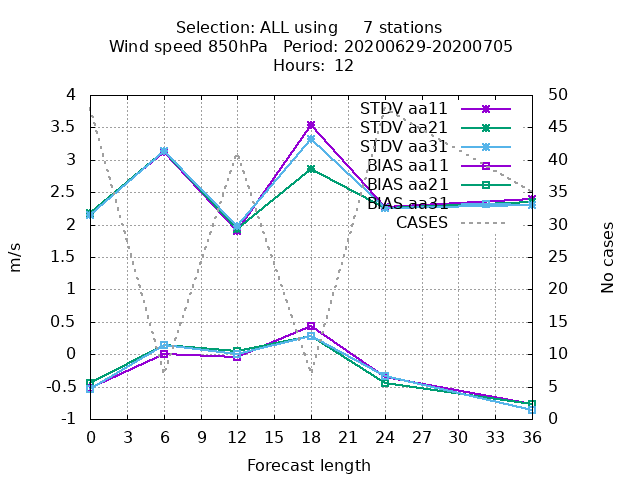 Selection: ALL using 7 stations
Wind speed 850hPa Period: 20200629-20200705
Hours: 12
4
3.5
3
2.5
2
1.5
1
0.5
0
-0.5
-1
m/s
STDV aa11
STDV aa21
STDV aa31
BIAS aa11
BIAS aa21
BIAS aa31
CASES
50
45
40
35
30
25
20
15
10
5
0
No cases
0 3 6 9 12 15 18 21 24 27 30 33 36
Forecast length